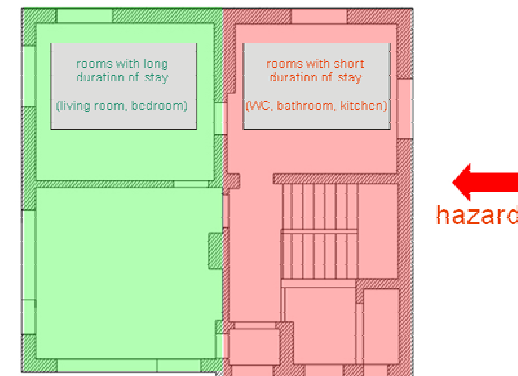 rooms with long
duration of stay
(living room, bedroom)
rooms with short
duration of stay
(WC, bathroom, kitchen)
hazard